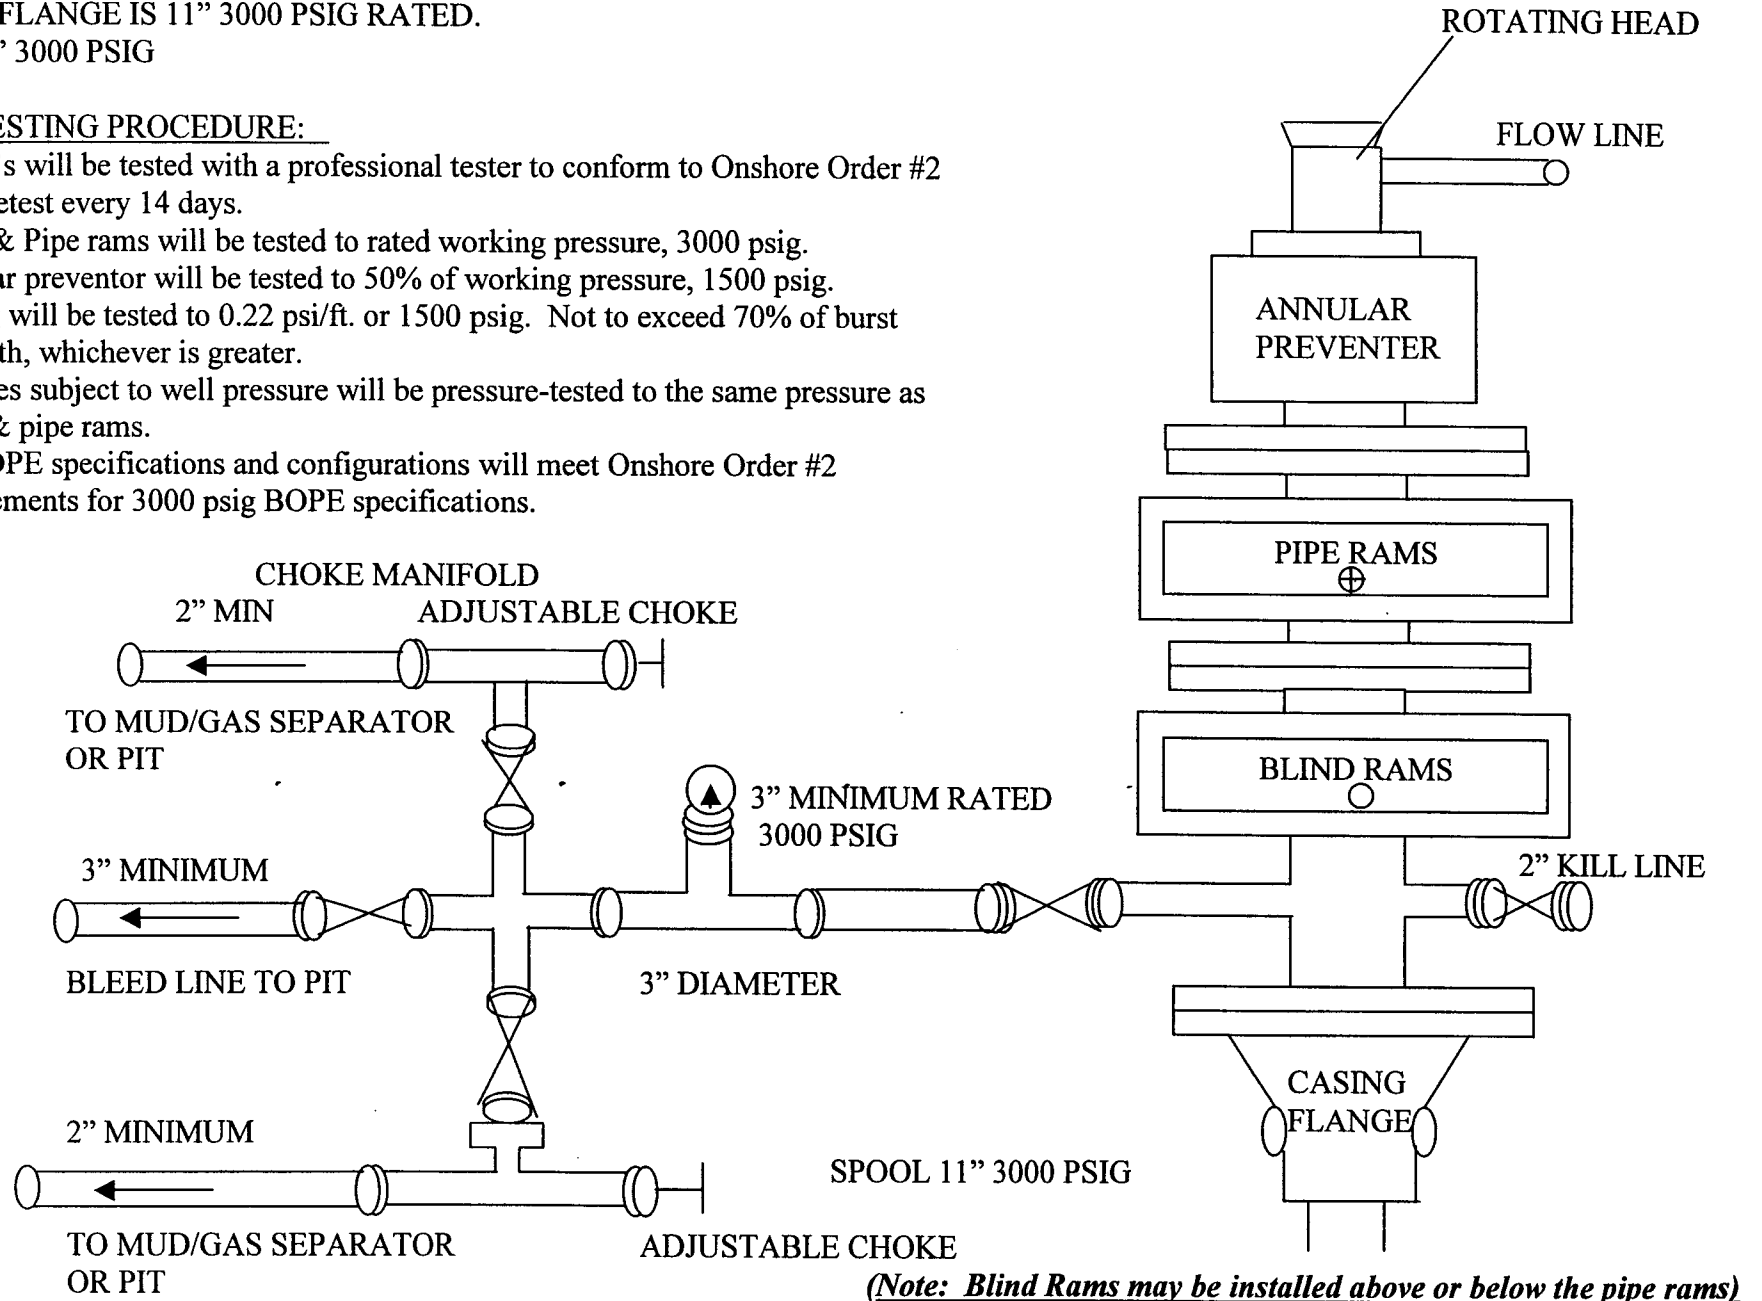 FLANGE IS 11” 3000 PSIG RATED.
” 3000 PSIG
ESTING PROCEDURE:
s will be tested with a professional tester to conform to Onshore Order #2
etest every 14 days.
& Pipe rams will be tested to rated working pressure, 3000 psig.
ar preventor will be tested to 50% of working pressure, 1500 psig.
will be tested to 0.22 psi/ft. or 1500 psig. Not to exceed 70% of burst
th, whichever is greater.
es subject to well pressure will be pressure-tested to the same pressure as
& pipe rams.
OPE specifications and configurations will meet Onshore Order #2
ements for 3000 psig BOPE specifications.
ROTATING HEAD
FLOW LINE
ANNULAR
PREVENTER
PIPE RAMS
BLIND RAMS
2” KILL LINE
CASING
FLANGE
CHOKE MANIFOLD
2” MIN
ADJUSTABLE CHOKE
TO MUD/GAS SEPARATOR
OR PIT
3” MINIMUM RATED
3000 PSIG
3” MINIMUM
BLEED LINE TO PIT
3” DIAMETER
2” MINIMUM
SPOOL 11” 3000 PSIG
TO MUD/GAS SEPARATOR
OR PIT
ADJUSTABLE CHOKE
(Note: Blind Rams may be installed above or below the pipe rams)